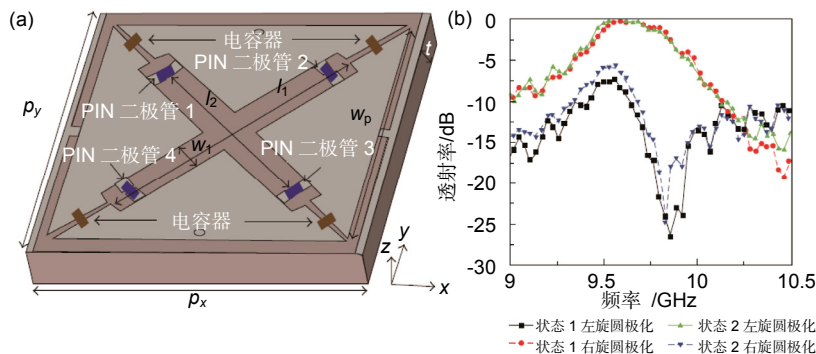 (a)
电容器
PIN 二极管 2
t
PIN 二极管 1
l₂
l₁
p_y
w_p
PIN 二极管 4
w₁
PIN 二极管 3
电容器
z
y
x
p_x
(b)
0
-5
-10
-15
-20
-25
-30
透射率/dB
9
9.5
10
10.5
频率 /GHz
状态 1 左旋圆极化
状态 2 左旋圆极化
状态 1 右旋圆极化
状态 2 右旋圆极化